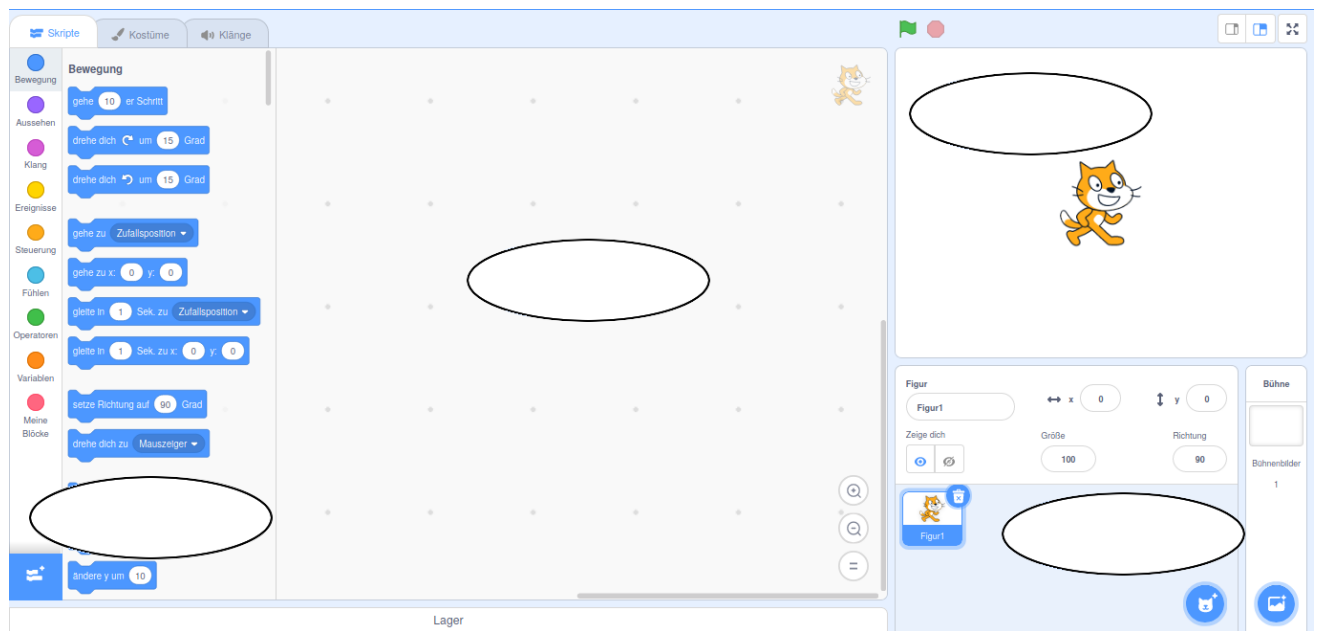 Skripte
Kostüme
Klänge
Bewegung
Aussehen
Klang
Ereignisse
Steuerung
Fühlen
Operatoren
Variablen
Meine
Blöcke
Bewegung
gehe 10 er Schritt
drehe dich um 15 Grad
drehe dich um 15 Grad
gehe zu Zufallsposition
gehe zu x: 0 y: 0
gleite in 1 Sek. zu Zufallsposition
gleite in 1 Sek. zu x: 0 y: 0
setze Richtung auf 90 Grad
drehe dich zu Mauszeiger
ändere y um 10
Lager
Figur
Figur1
x 0
y 0
Zeige dich
Größe
100
Richtung
90
Figur1
Bühne
Bühnenbilder
1